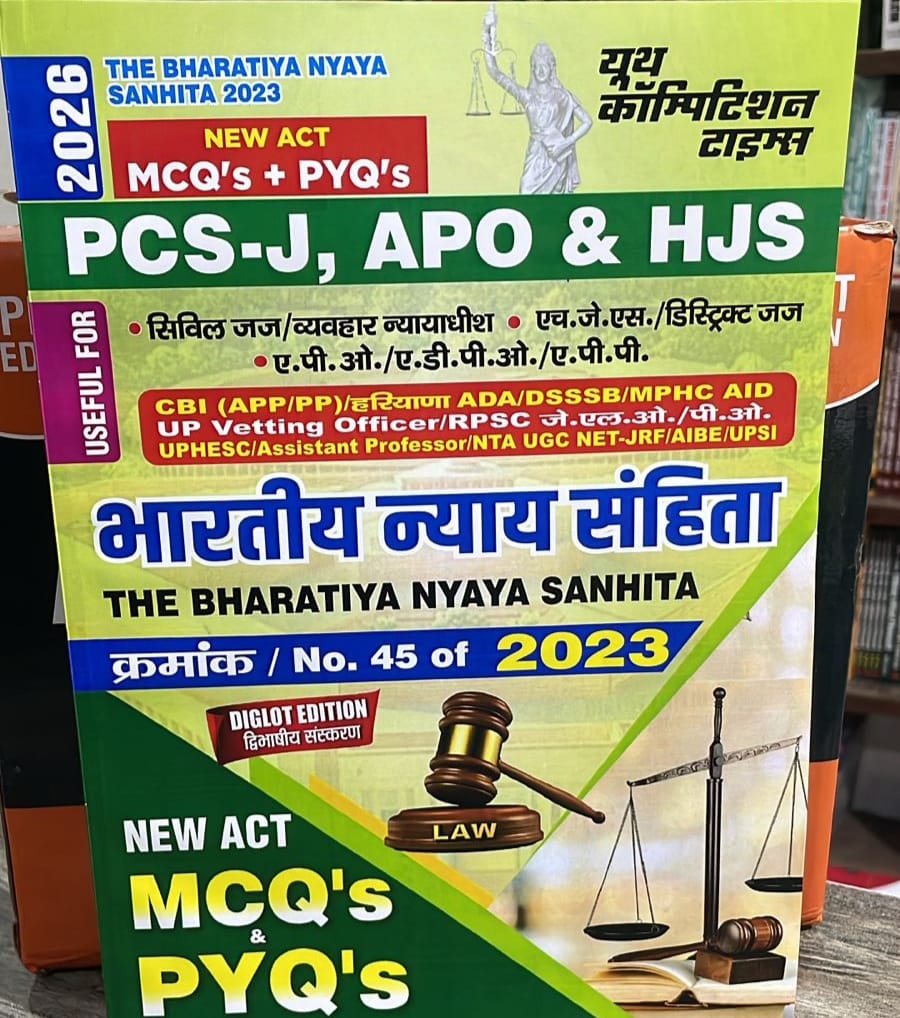 2026
THE BHARATIYA NYAYA
SANHITA 2023
NEW ACT
MCQ's + PYQ's
यूथ
कॉम्पिटिशन
टाइम्स
PCS-J, APO & HJS
USEFUL FOR
• सिविल जज/व्यवहार न्यायाधीश • एच.जे.एस./डिस्ट्रिक्ट जज
• ए.पी.ओ./ए.डी.पी.ओ./ए.पी.पी.
CBI (APP/PP)/हरियाणा ADA/DSSSB/MPHC AID
UP Vetting Officer/RPSC जे.एल.ओ./पी.ओ.
UPHESC/Assistant Professor/NTA UGC NET-JRF/AIBE/UPSI
भारतीय न्याय संहिता
THE BHARATIYA NYAYA SANHITA
क्रमांक / No. 45 of 2023
DIGLOT EDITION
द्विभाषीय संस्करण
LAW
NEW ACT
MCQ's
&
PYQ's